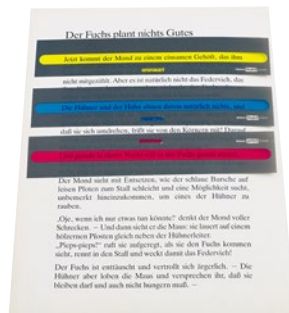 Der Fuchs plant nichts Gutes
Jetzt kommt der Mond zu einem einsamen Gehöft, das ihm
nicht mitgezählt. Aber es ist natürlich nicht das Federvieh, das
Die Hühner und der Hahn ahnen davon natürlich nichts, und
daß sie sich umdrehen, frißt sie von den Körnern mit! Darauf
Der Mond sieht mit Entsetzen, wie der schlaue Bursche auf
leisen Pfoten zum Stall schleicht und eine Möglichkeit sucht,
unbemerkt hineinzukommen, um eines der Hühner zu
rauben.
„Oje, wenn ich nur etwas tun könnte? denkt der Mond voller
Schrecken. – Und dann sieht er die Maus: sie lauert auf einem
hölzernen Pfosten gleich neben der Hühnerleiter.
„Pieps-pieps!“ ruft sie aufgeregt, als sie den Fuchs kommen
sieht, rennt in den Stall und weckt damit das Federvieh!
Der Fuchs ist enttäuscht und vertrollt sich ärgerlich. – Die
Hühner aber loben die Maus und versprechen ihr, daß sie
bleiben darf und auch nicht hungern muß. –